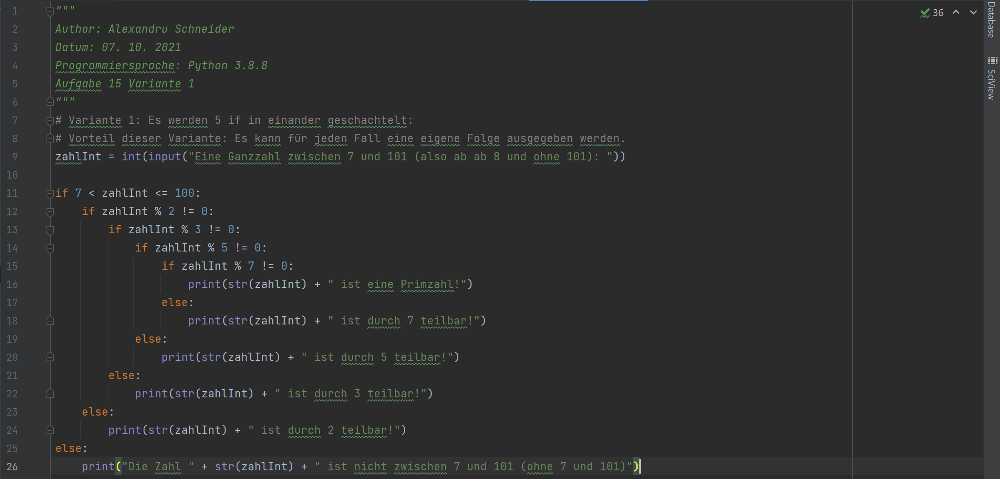 1 """
2 Author: Alexandru Schneider
3 Datum: 07. 10. 2021
4 Programmiersprache: Python 3.8.8
5 Aufgabe 15 Variante 1
6 """
7 # Variante 1: Es werden 5 if in einander geschachtelt:
8 # Vorteil dieser Variante: Es kann für jeden Fall eine eigene Folge ausgegeben werden.
9 zahlInt = int(input("Eine Ganzzahl zwischen 7 und 101 (also ab ab 8 und ohne 101): "))
10
11 if 7 < zahlInt <= 100:
12     if zahlInt % 2 != 0:
13         if zahlInt % 3 != 0:
14             if zahlInt % 5 != 0:
15                 if zahlInt % 7 != 0:
16                     print(str(zahlInt) + " ist eine Primzahl!")
17                 else:
18                     print(str(zahlInt) + " ist durch 7 teilbar!")
19             else:
20                 print(str(zahlInt) + " ist durch 5 teilbar!")
21         else:
22             print(str(zahlInt) + " ist durch 3 teilbar!")
23     else:
24         print(str(zahlInt) + " ist durch 2 teilbar!")
25 else:
26     print("Die Zahl " + str(zahlInt) + " ist nicht zwischen 7 und 101 (ohne 7 und 101)")
36
Database
SciView